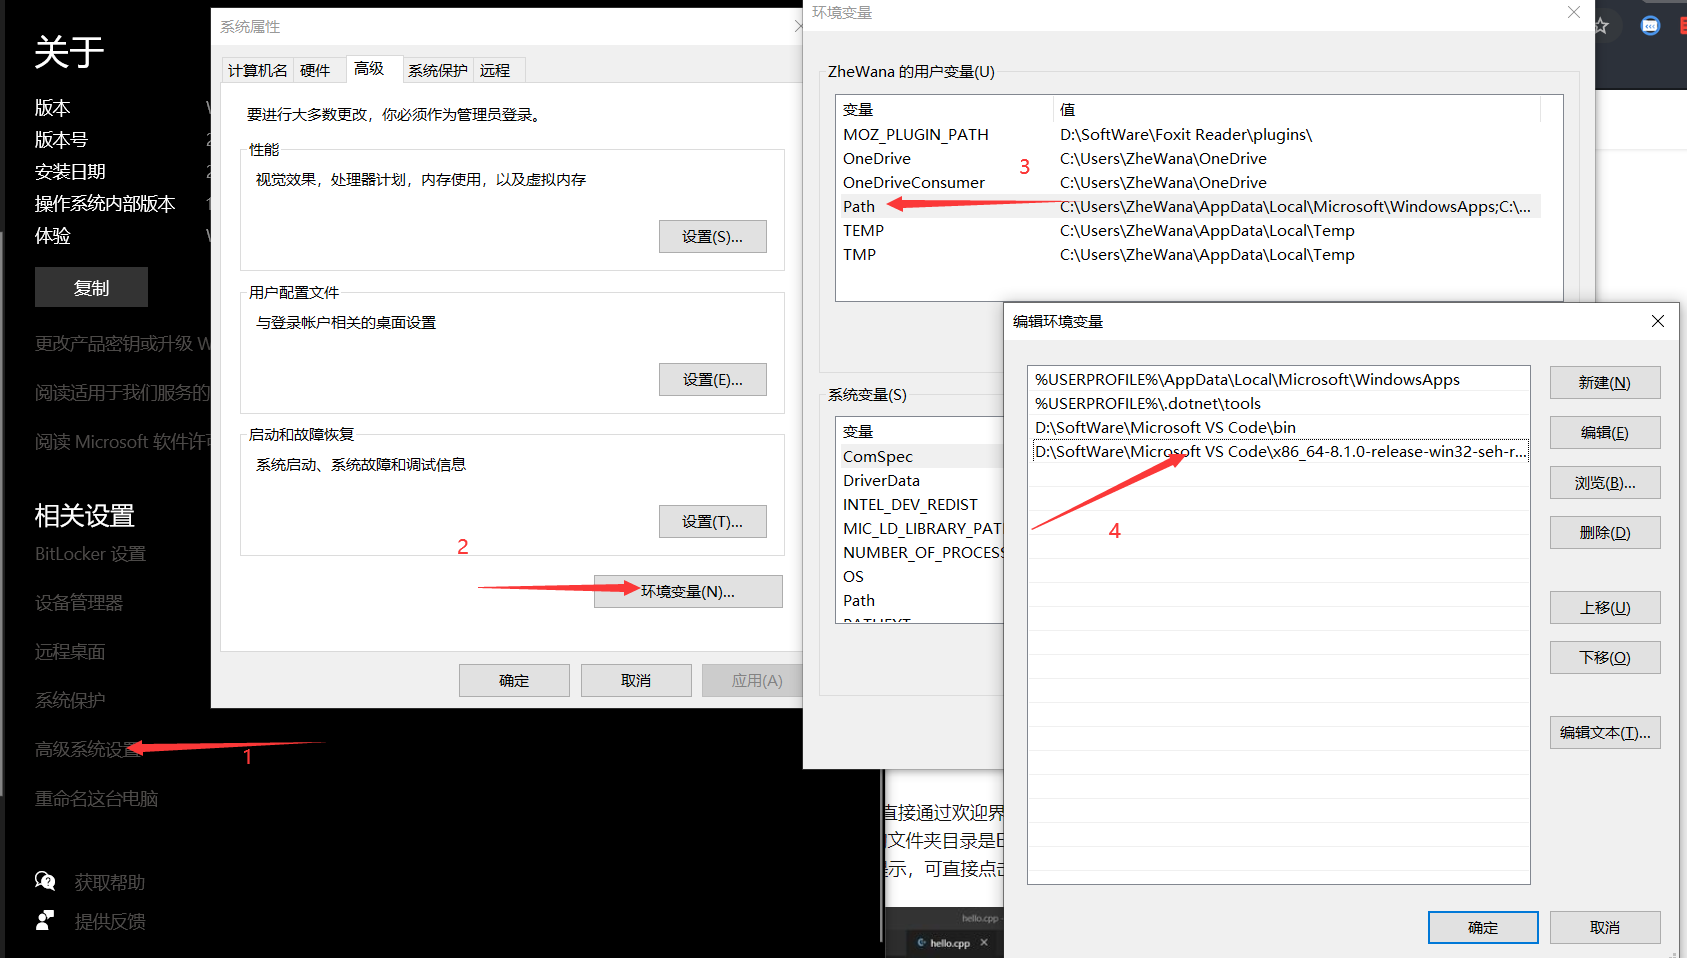 关于
版本
版本号
安装日期
操作系统内部版本
体验
复制
更改产品密钥或升级 W
阅读适用于我们服务的
阅读 Microsoft 软件许
相关设置
BitLocker 设置
设备管理器
远程桌面
系统保护
高级系统设置
1
重命名这台电脑
获取帮助
提供反馈
系统属性
计算机名 硬件 高级 系统保护 远程
要进行大多数更改，你必须作为管理员登录。
性能
视觉效果，处理器计划，内存使用，以及虚拟内存
设置(S)...
用户配置文件
与登录帐户相关的桌面设置
设置(E)...
启动和故障恢复
系统启动、系统故障和调试信息
设置(T)...
2
环境变量(N)...
确定 取消 应用(A)
环境变量
ZheWana 的用户变量(U)
变量 值
MOZ_PLUGIN_PATH D:\SoftWare\Foxit Reader\plugins\
OneDrive C:\Users\ZheWana\OneDrive
3
OneDriveConsumer C:\Users\ZheWana\OneDrive
Path C:\Users\ZheWana\AppData\Local\Microsoft\WindowsApps;C:\...
TEMP C:\Users\ZheWana\AppData\Local\Temp
TMP C:\Users\ZheWana\AppData\Local\Temp
系统变量(S)
变量
ComSpec
DriverData
INTEL_DEV_REDIST
MIC_LD_LIBRARY_PAT
NUMBER_OF_PROCESS
OS
Path
PATHEXT
编辑环境变量
%USERPROFILE%\AppData\Local\Microsoft\WindowsApps
%USERPROFILE%\.dotnet\tools
D:\SoftWare\Microsoft VS Code\bin
D:\SoftWare\Microsoft VS Code\x86_64-8.1.0-release-win32-seh-r...
4
新建(N)
编辑(E)
浏览(B)...
删除(D)
上移(U)
下移(O)
编辑文本(T)...
确定 取消
直接通过欢迎界
文件夹目录是
示，可直接点
hello.cpp -
hello.cpp